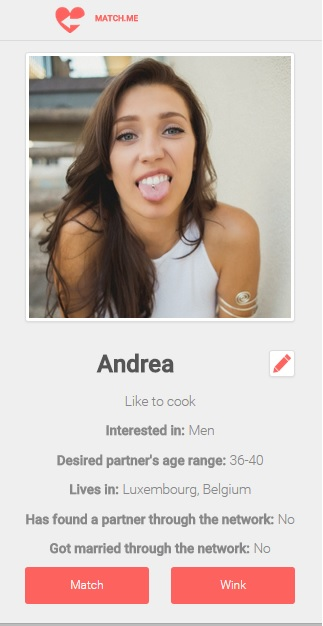 MATCH.ME
Andrea
Like to cook
Interested in: Men
Desired partner's age range: 36-40
Lives in: Luxembourg, Belgium
Has found a partner through the network: No
Got married through the network: No
Match Wink